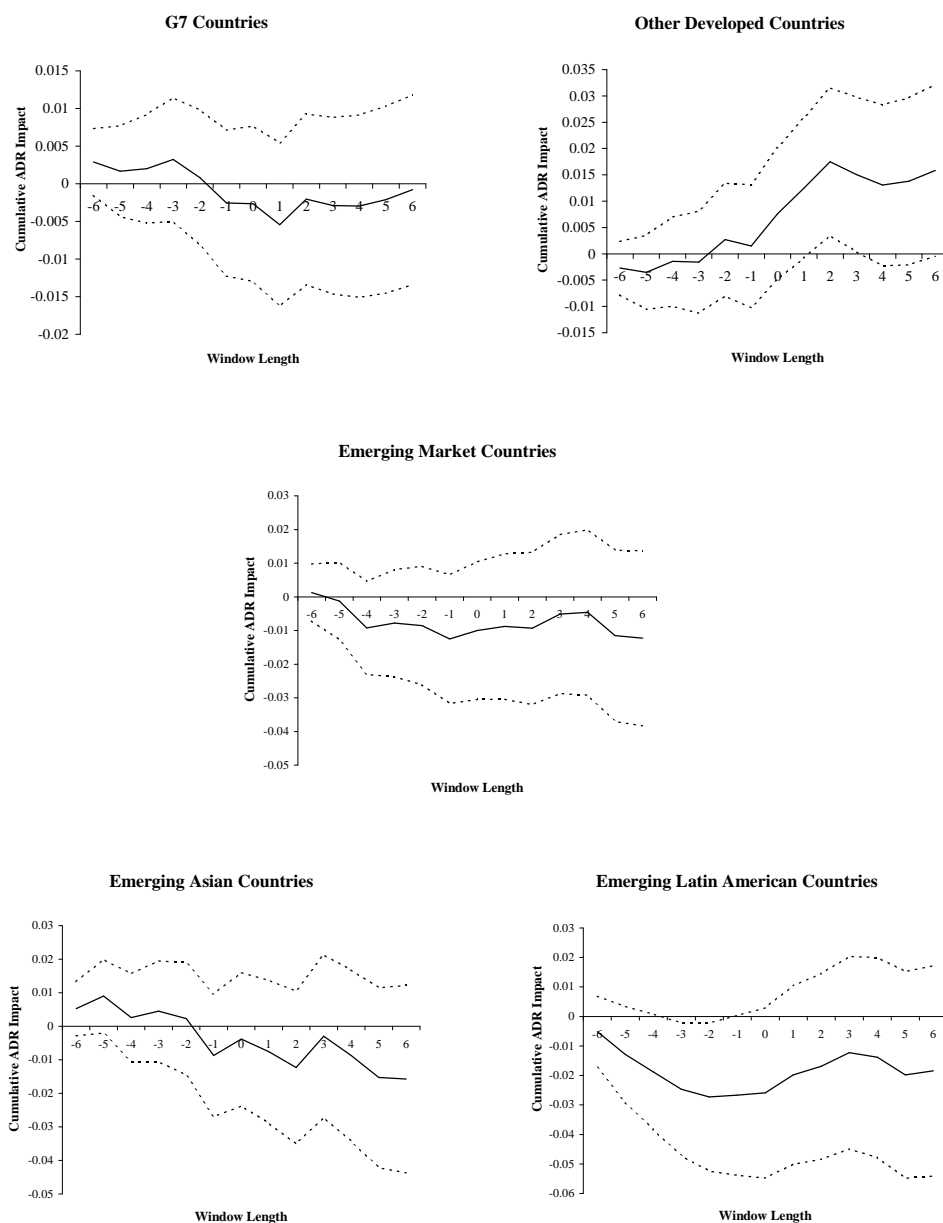 G7 Countries
0.015
0.01
0.005
0
-0.005
-0.01
-0.015
-0.02
-6 -5 -4 -3 -2 -1 0 1 2 3 4 5 6
Cumulative ADR Impact
Window Length
Other Developed Countries
0.035
0.03
0.025
0.02
0.015
0.01
0.005
0
-0.005
-0.01
-0.015
-6 -5 -4 -3 -2 -1 0 1 2 3 4 5 6
Cumulative ADR Impact
Window Length
Emerging Market Countries
0.03
0.02
0.01
0
-0.01
-0.02
-0.03
-0.04
-0.05
-6 -5 -4 -3 -2 -1 0 1 2 3 4 5 6
Cumulative ADR Impact
Window Length
Emerging Asian Countries
0.03
0.02
0.01
0
-0.01
-0.02
-0.03
-0.04
-0.05
-6 -5 -4 -3 -2 -1 0 1 2 3 4 5 6
Cumulative ADR Impact
Window Length
Emerging Latin American Countries
0.03
0.02
0.01
0
-0.01
-0.02
-0.03
-0.04
-0.05
-0.06
-6 -5 -4 -3 -2 -1 0 1 2 3 4 5 6
Cumulative ADR Impact
Window Length